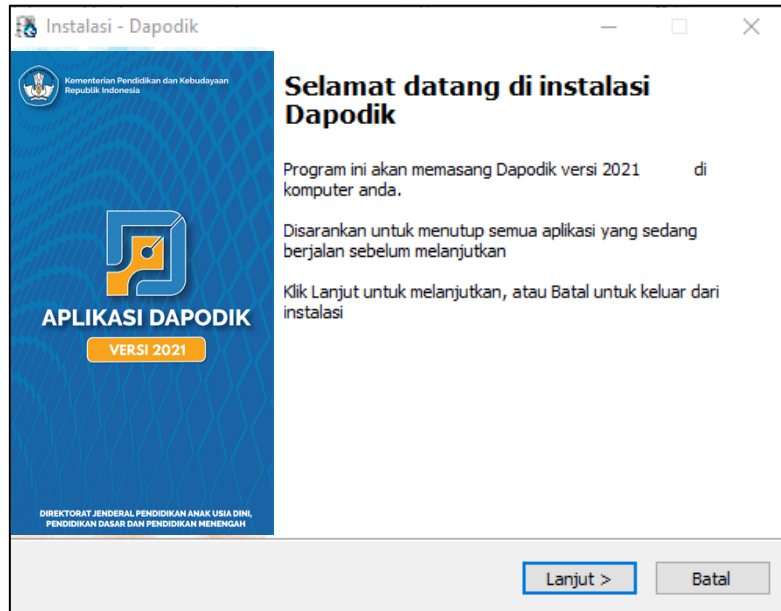 Instalasi - Dapodik
Kementerian Pendidikan dan Kebudayaan
Republik Indonesia
APLIKASI DAPODIK
VERSI 2021
DIREKTORAT JENDERAL PENDIDIKAN ANAK USIA DINI,
PENDIDIKAN DASAR DAN PENDIDIKAN MENENGAH
Selamat datang di instalasi
Dapodik
Program ini akan memasang Dapodik versi 2021 di
komputer anda.
Disarankan untuk menutup semua aplikasi yang sedang
berjalan sebelum melanjutkan
Klik Lanjut untuk melanjutkan, atau Batal untuk keluar dari
instalasi
Lanjut >
Batal